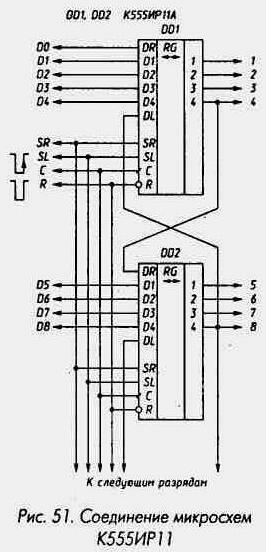 DD1, DD2 К555ИР11А
DD1
D0 DR RG 1 1
D1 D1 2 2
D2 D2 3 3
D3 D3 4 4
D4 D4
DL
SR SR
SL SL
C C
R R
DD2
DR RG 1 5
D5 D1 2 6
D6 D2 3 7
D7 D3 4 8
D8 D4
DL
SR
SL
C
R
К следующим разрядам
Рис. 51. Соединение микросхем
К555ИР11